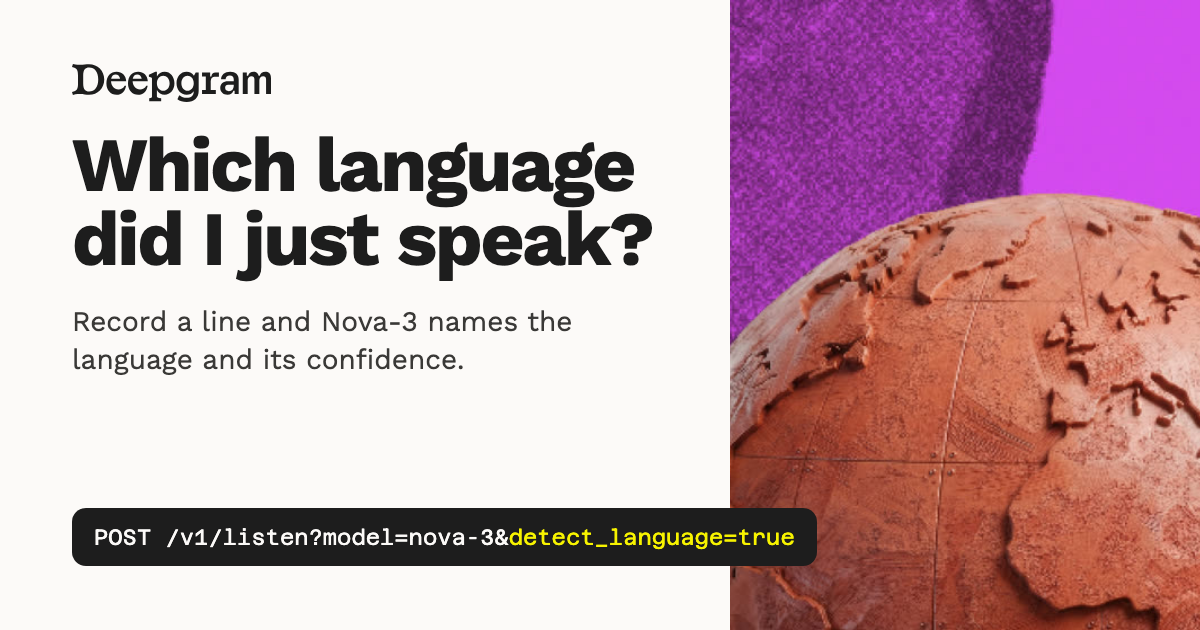 Deepgram
Which language
did I just speak?
Record a line and Nova-3 names the
language and its confidence.
POST /v1/listen?model=nova-3&detect_language=true